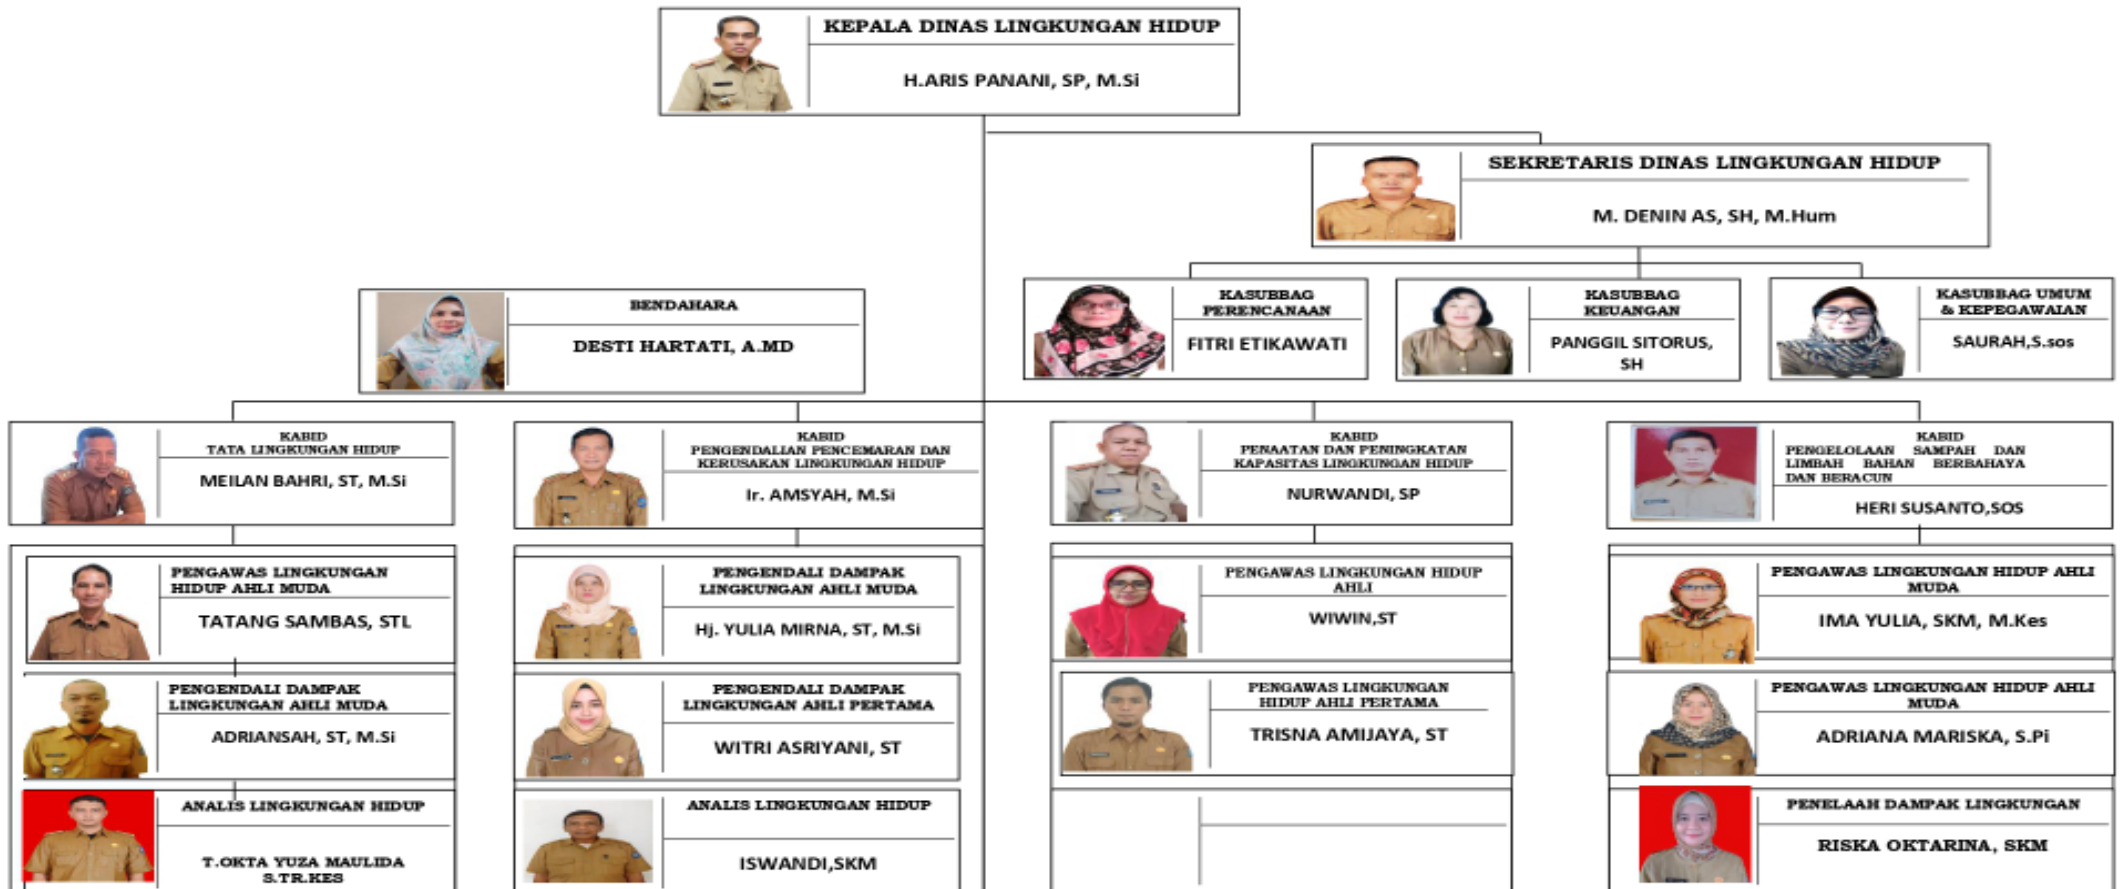 KEPALA DINAS LINGKUNGAN HIDUP
H.ARIS PANANI, SP, M.Si
SEKRETARIS DINAS LINGKUNGAN HIDUP
M. DENIN AS, SH, M.Hum
BENDAHARA
DESTI HARTATI, A.MD
KASUBBAG
PERENCANAAN
FITRI ETIKAWATI
KASUBBAG
KEUANGAN
PANGGIL SITORUS,
SH
KASUBBAG UMUM
& KEPEGAWAIAN
SAURAH,S.sos
KABID
TATA LINGKUNGAN HIDUP
MEILAN BAHRI, ST, M.Si
KABID
PENGENDALIAN PENCEMARAN DAN
KERUSAKAN LINGKUNGAN HIDUP
Ir. AMSYAH, M.Si
KABID
PENAATAN DAN PENINGKATAN
KAPASITAS LINGKUNGAN HIDUP
NURWANDI, SP
KABID
PENGELOLAAN SAMPAH DAN
LIMBAH BAHAN BERBAHAYA
DAN BERACUN
HERI SUSANTO,SOS
PENGAWAS LINGKUNGAN
HIDUP AHLI MUDA
TATANG SAMBAS, STL
PENGENDALI DAMPAK
LINGKUNGAN AHLI MUDA
Hj. YULIA MIRNA, ST, M.Si
PENGAWAS LINGKUNGAN HIDUP
AHLI
WIWIN,ST
PENGAWAS LINGKUNGAN HIDUP AHLI
MUDA
IMA YULIA, SKM, M.Kes
PENGENDALI DAMPAK
LINGKUNGAN AHLI MUDA
ADRIANSAH, ST, M.Si
PENGENDALI DAMPAK
LINGKUNGAN AHLI PERTAMA
WITRI ASRIYANI, ST
PENGAWAS LINGKUNGAN
HIDUP AHLI PERTAMA
TRISNA AMIJAYA, ST
PENGAWAS LINGKUNGAN HIDUP AHLI
MUDA
ADRIANA MARISKA, S.Pi
ANALIS LINGKUNGAN HIDUP
T.OKTA YUZA MAULIDA
S.TR.KES
ANALIS LINGKUNGAN HIDUP
ISWANDI,SKM
PENELAAH DAMPAK LINGKUNGAN
RISKA OKTARINA, SKM